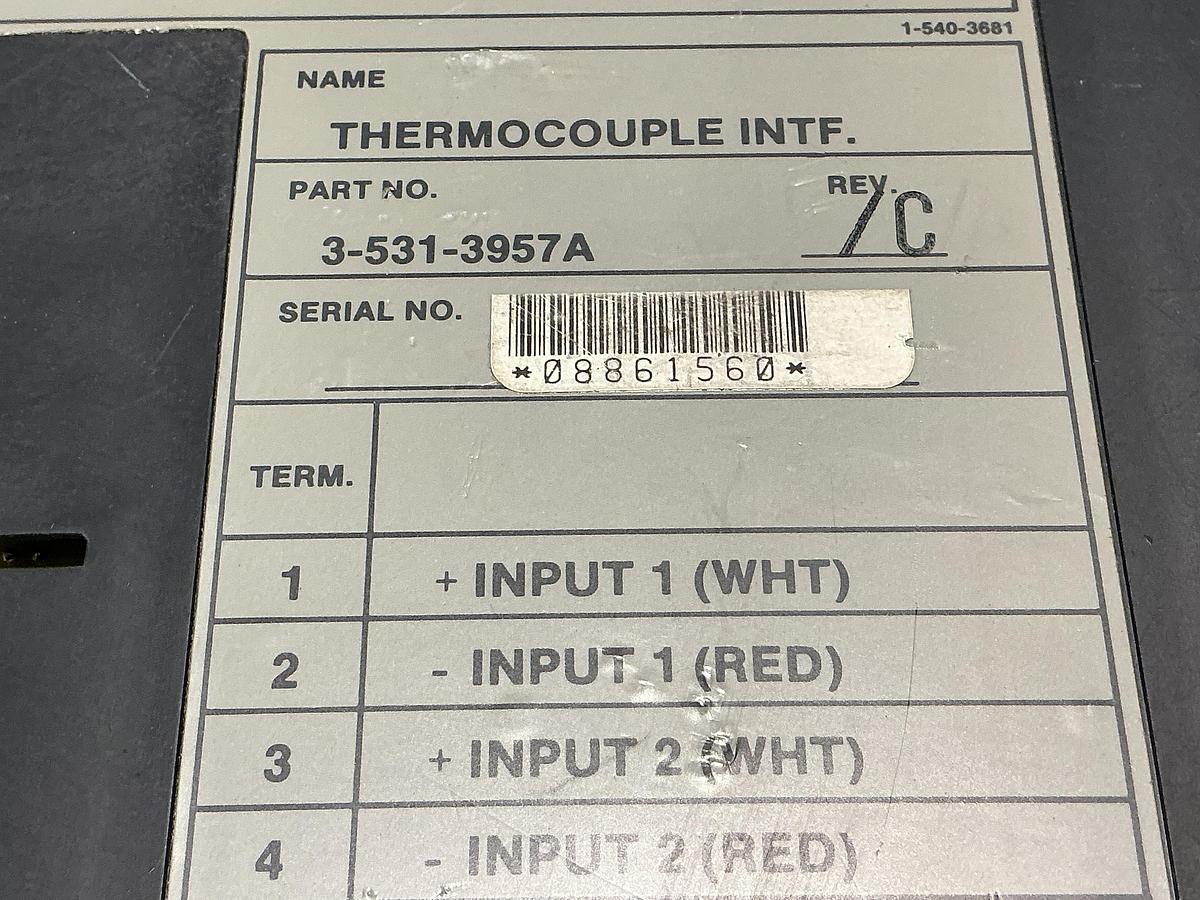 1-540-3681
NAME
THERMOCOUPLE INTF.
PART NO. REV.
3-531-3957A /C
SERIAL NO.
*08861560*
TERM.
1 + INPUT 1 (WHT)
2 - INPUT 1 (RED)
3 + INPUT 2 (WHT)
4 - INPUT 2 (RED)